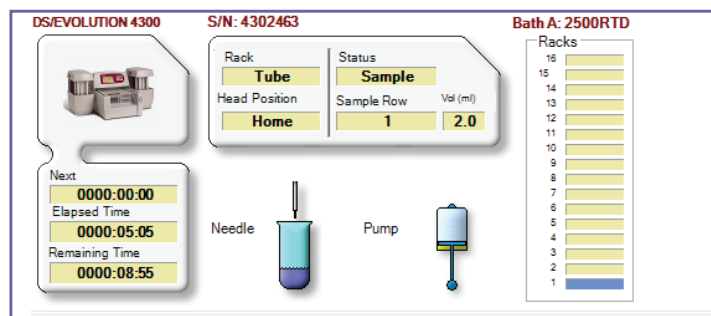 DS/EVOLUTION 4300
S/N: 4302463
Bath A: 2500RTD
Rack
Status
Tube
Sample
Head Position
Sample Row
Vol (ml)
Home
1
2.0
Next
0000:00:00
Elapsed Time
0000:05:05
Remaining Time
0000:08:55
Needle
Pump
Racks
16
15
14
13
12
11
10
9
8
7
6
5
4
3
2
1